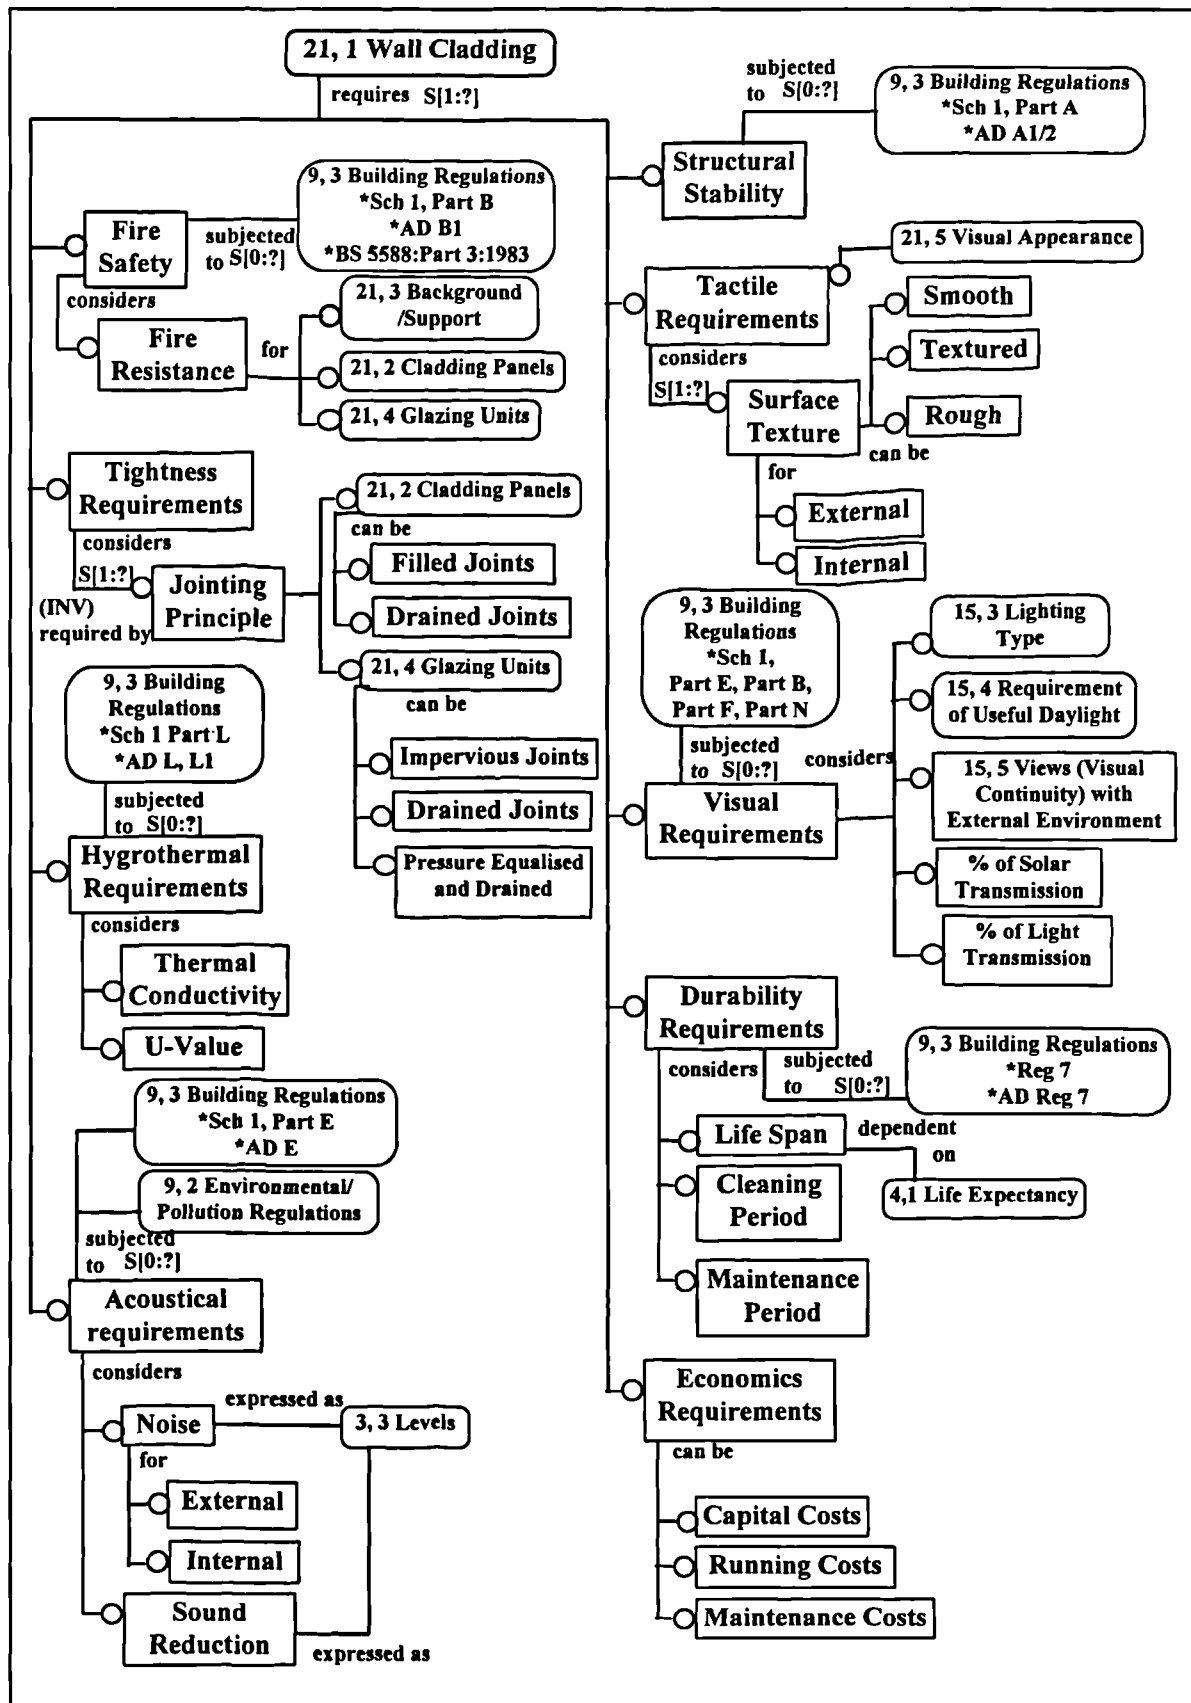 21, 1 Wall Cladding
requires S[1:?]
9, 3 Building Regulations
*Sch 1, Part B
*AD B1
*BS 5588:Part 3:1983
Fire
Safety
subjected
to S[0:?]
considers
Fire
Resistance
for
21, 3 Background
/Support
21, 2 Cladding Panels
21, 4 Glazing Units
Tightness
Requirements
considers
S[1:?]
(INV)
required by
Jointing
Principle
21, 2 Cladding Panels
can be
Filled Joints
Drained Joints
21, 4 Glazing Units
can be
Impervious Joints
Drained Joints
Pressure Equalised
and Drained
9, 3 Building
Regulations
*Sch 1 Part L
*AD L, L1
subjected
to S[0:?]
Hygrothermal
Requirements
considers
Thermal
Conductivity
U-Value
9, 3 Building Regulations
*Sch 1, Part E
*AD E
9, 2 Environmental/
Pollution Regulations
subjected
to S[0:?]
Acoustical
requirements
considers
Noise
expressed as
3, 3 Levels
for
External
Internal
Sound
Reduction
expressed as
subjected
to S[0:?]
9, 3 Building Regulations
*Sch 1, Part A
*AD A1/2
Structural
Stability
21, 5 Visual Appearance
Tactile
Requirements
considers
S[1:?]
Surface
Texture
Smooth
Textured
Rough
can be
for
External
Internal
9, 3 Building
Regulations
*Sch 1,
Part E, Part B,
Part F, Part N
subjected
to S[0:?]
considers
Visual
Requirements
15, 3 Lighting
Type
15, 4 Requirement
of Useful Daylight
15, 5 Views (Visual
Continuity) with
External Environment
% of Solar
Transmission
% of Light
Transmission
Durability
Requirements
considers
subjected
to S[0:?]
9, 3 Building Regulations
*Reg 7
*AD Reg 7
Life Span
dependent
on
4,1 Life Expectancy
Cleaning
Period
Maintenance
Period
Economics
Requirements
can be
Capital Costs
Running Costs
Maintenance Costs